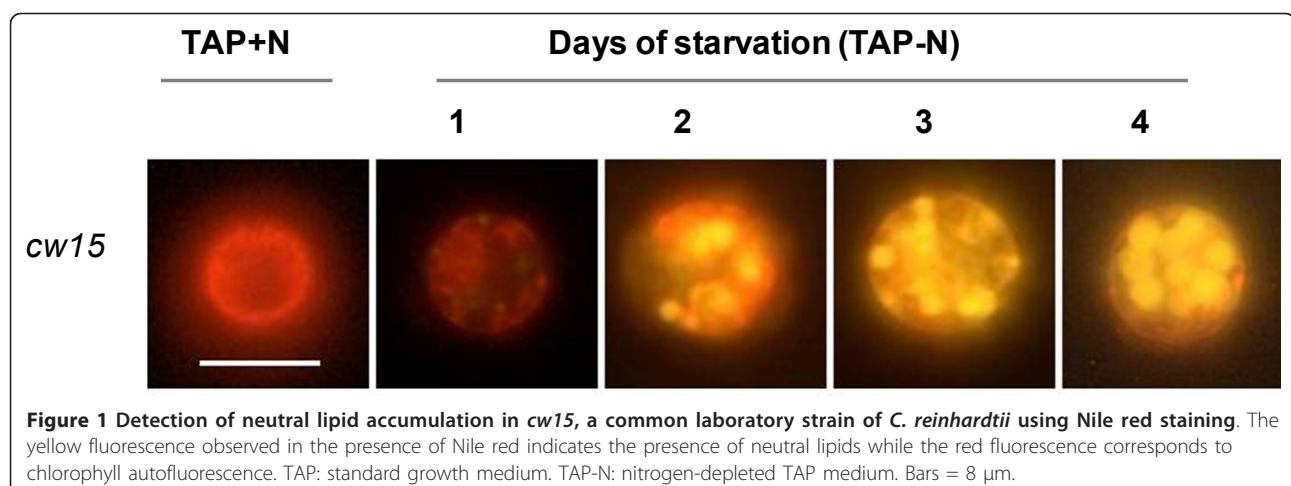 TAP+N Days of starvation (TAP-N)
1 2 3 4
cw15
Figure 1 Detection of neutral lipid accumulation in cw15, a common laboratory strain of C. reinhardtii using Nile red staining. The
yellow fluorescence observed in the presence of Nile red indicates the presence of neutral lipids while the red fluorescence corresponds to
chlorophyll autofluorescence. TAP: standard growth medium. TAP-N: nitrogen-depleted TAP medium. Bars = 8 μm.